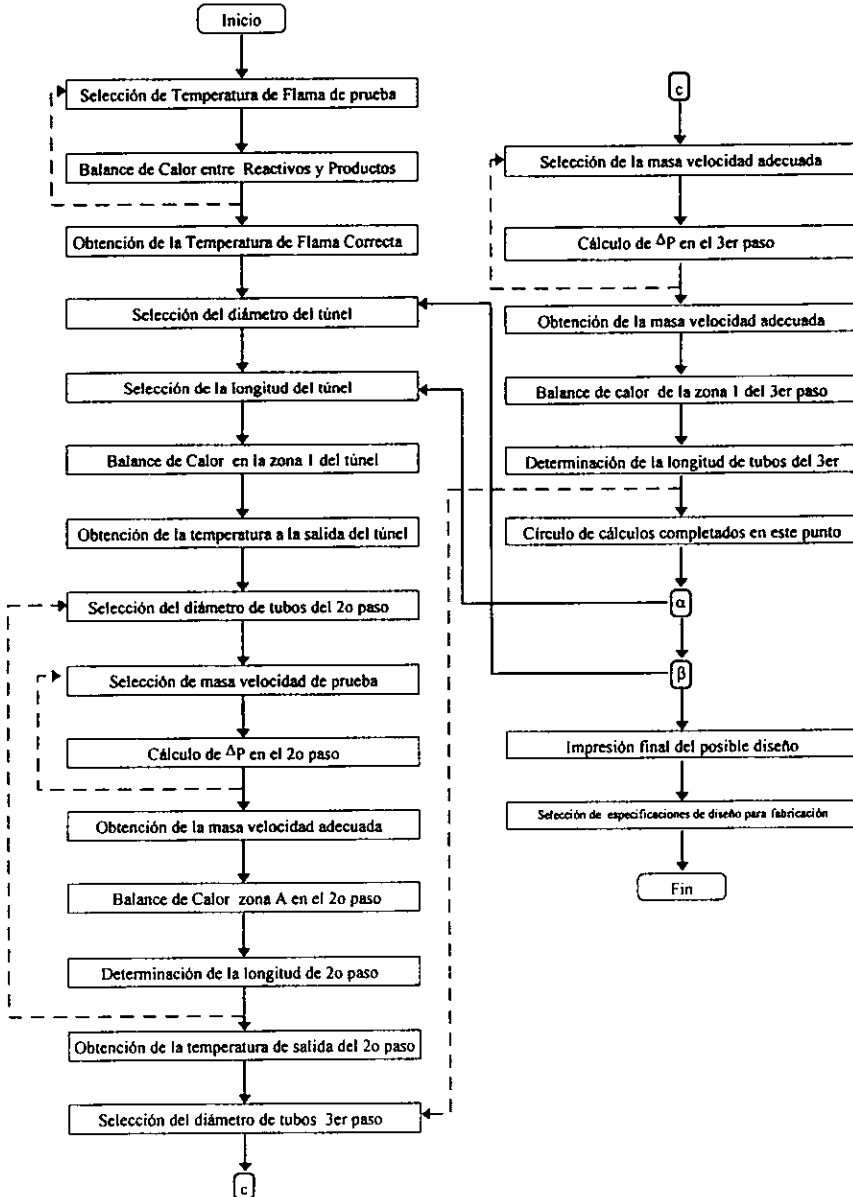 Inicio
Selección de Temperatura de Flama de prueba
Balance de Calor entre Reactivos y Productos
Obtención de la Temperatura de Flama Correcta
Selección del diámetro del túnel
Selección de la longitud del túnel
Balance de Calor en la zona 1 del túnel
Obtención de la temperatura a la salida del túnel
Selección del diámetro de tubos del 2o paso
Selección de masa velocidad de prueba
Cálculo de ΔP en el 2o paso
Obtención de la masa velocidad adecuada
Balance de Calor zona A en el 2o paso
Determinación de la longitud de 2o paso
Obtención de la temperatura de salida del 2o paso
Selección del diámetro de tubos 3er paso
c
c
Selección de la masa velocidad adecuada
Cálculo de ΔP en el 3er paso
Obtención de la masa velocidad adecuada
Balance de calor de la zona 1 del 3er paso
Determinación de la longitud de tubos del 3er
Círculo de cálculos completados en este punto
α
β
Impresión final del posible diseño
Selección de especificaciones de diseño para fabricación
Fin